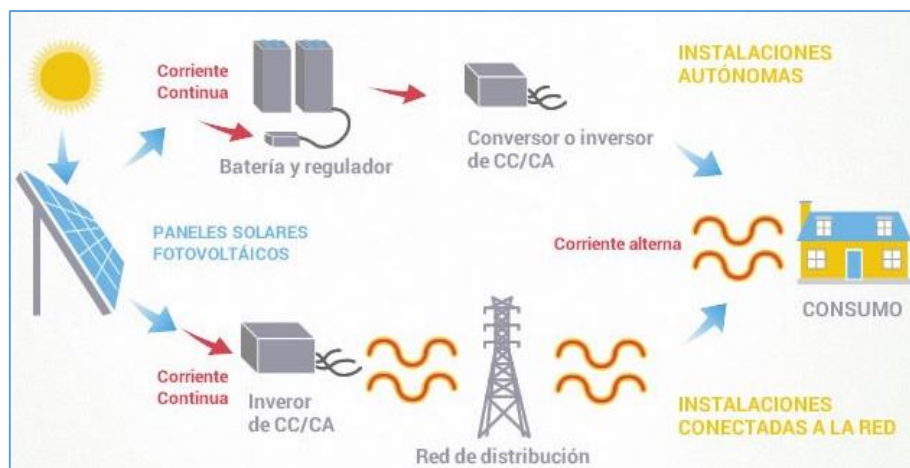 Corriente
Continua
INSTALACIONES
AUTÓNOMAS
Batería y regulador
Conversor o inversor
de CC/CA
PANELES SOLARES
FOTOVOLTÁICOS
Corriente alterna
CONSUMO
Corriente
Continua
Inveror
de CC/CA
Red de distribución
INSTALACIONES
CONECTADAS A LA RED